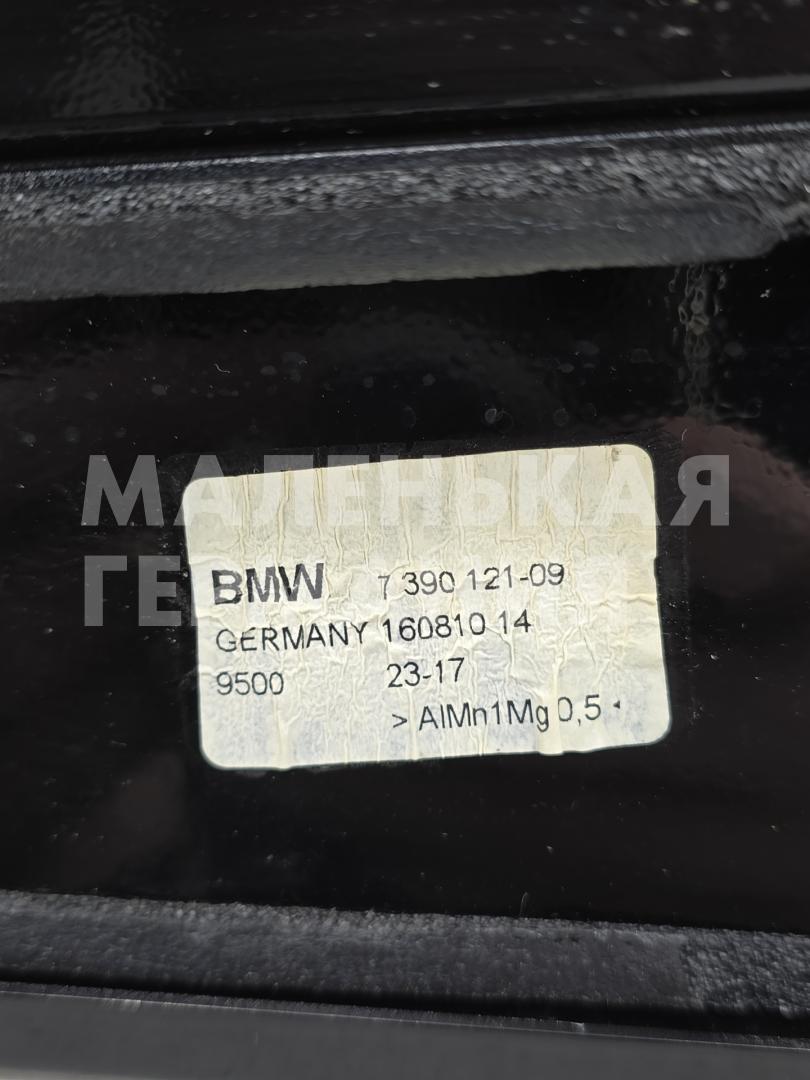 МАЛЕНЬКАЯ
BMW 7 390 121-09
GERMANY 160810 14
9500 23-17
> AlMn1Mg 0,5 <